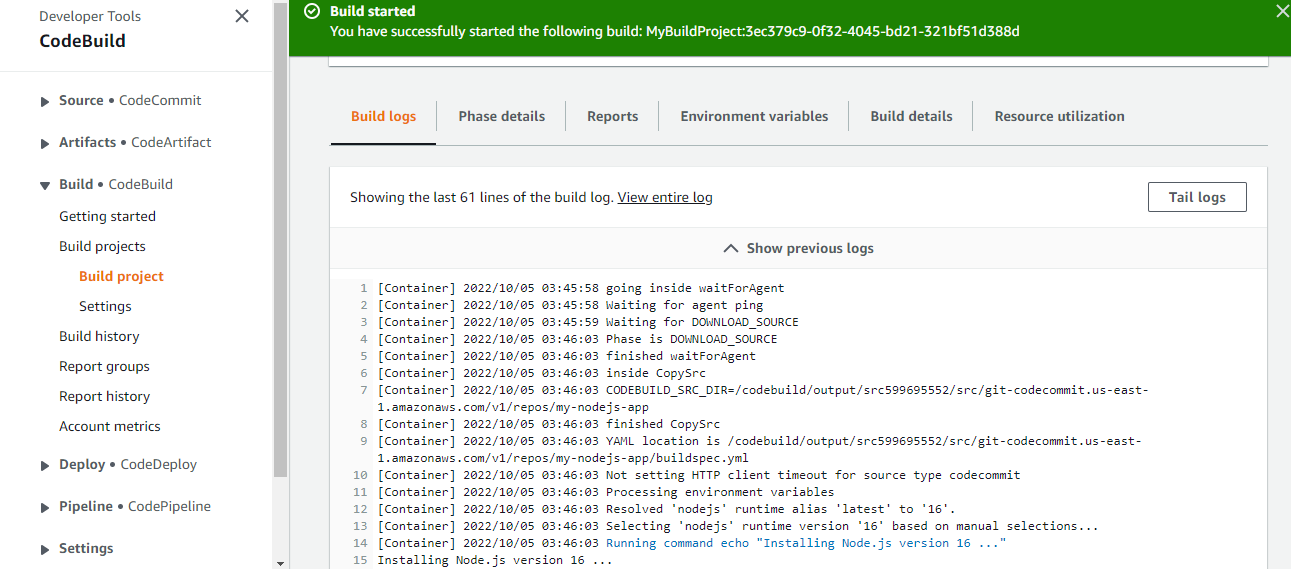 Developer Tools
CodeBuild
Source • CodeCommit
Artifacts • CodeArtifact
Build • CodeBuild
Getting started
Build projects
Build project
Settings
Build history
Report groups
Report history
Account metrics
Deploy • CodeDeploy
Pipeline • CodePipeline
Settings
Build started
You have successfully started the following build: MyBuildProject:3ec379c9-0f32-4045-bd21-321bf51d388d
Build logs
Phase details
Reports
Environment variables
Build details
Resource utilization
Showing the last 61 lines of the build log. View entire log
Tail logs
Show previous logs
1 [Container] 2022/10/05 03:45:58 going inside waitForAgent
2 [Container] 2022/10/05 03:45:58 Waiting for agent ping
3 [Container] 2022/10/05 03:45:59 Waiting for DOWNLOAD_SOURCE
4 [Container] 2022/10/05 03:46:03 Phase is DOWNLOAD_SOURCE
5 [Container] 2022/10/05 03:46:03 finished waitForAgent
6 [Container] 2022/10/05 03:46:03 inside CopySrc
7 [Container] 2022/10/05 03:46:03 CODEBUILD_SRC_DIR=/codebuild/output/src599695552/src/git-codecommit.us-east-
1.amazonaws.com/v1/repos/my-nodejs-app
8 [Container] 2022/10/05 03:46:03 finished CopySrc
9 [Container] 2022/10/05 03:46:03 YAML location is /codebuild/output/src599695552/src/git-codecommit.us-east-
1.amazonaws.com/v1/repos/my-nodejs-app/buildspec.yml
10 [Container] 2022/10/05 03:46:03 Not setting HTTP client timeout for source type codecommit
11 [Container] 2022/10/05 03:46:03 Processing environment variables
12 [Container] 2022/10/05 03:46:03 Resolved 'nodejs' runtime alias 'latest' to '16'.
13 [Container] 2022/10/05 03:46:03 Selecting 'nodejs' runtime version '16' based on manual selections...
14 [Container] 2022/10/05 03:46:03 Running command echo "Installing Node.js version 16 ..."
15 Installing Node.js version 16 ...